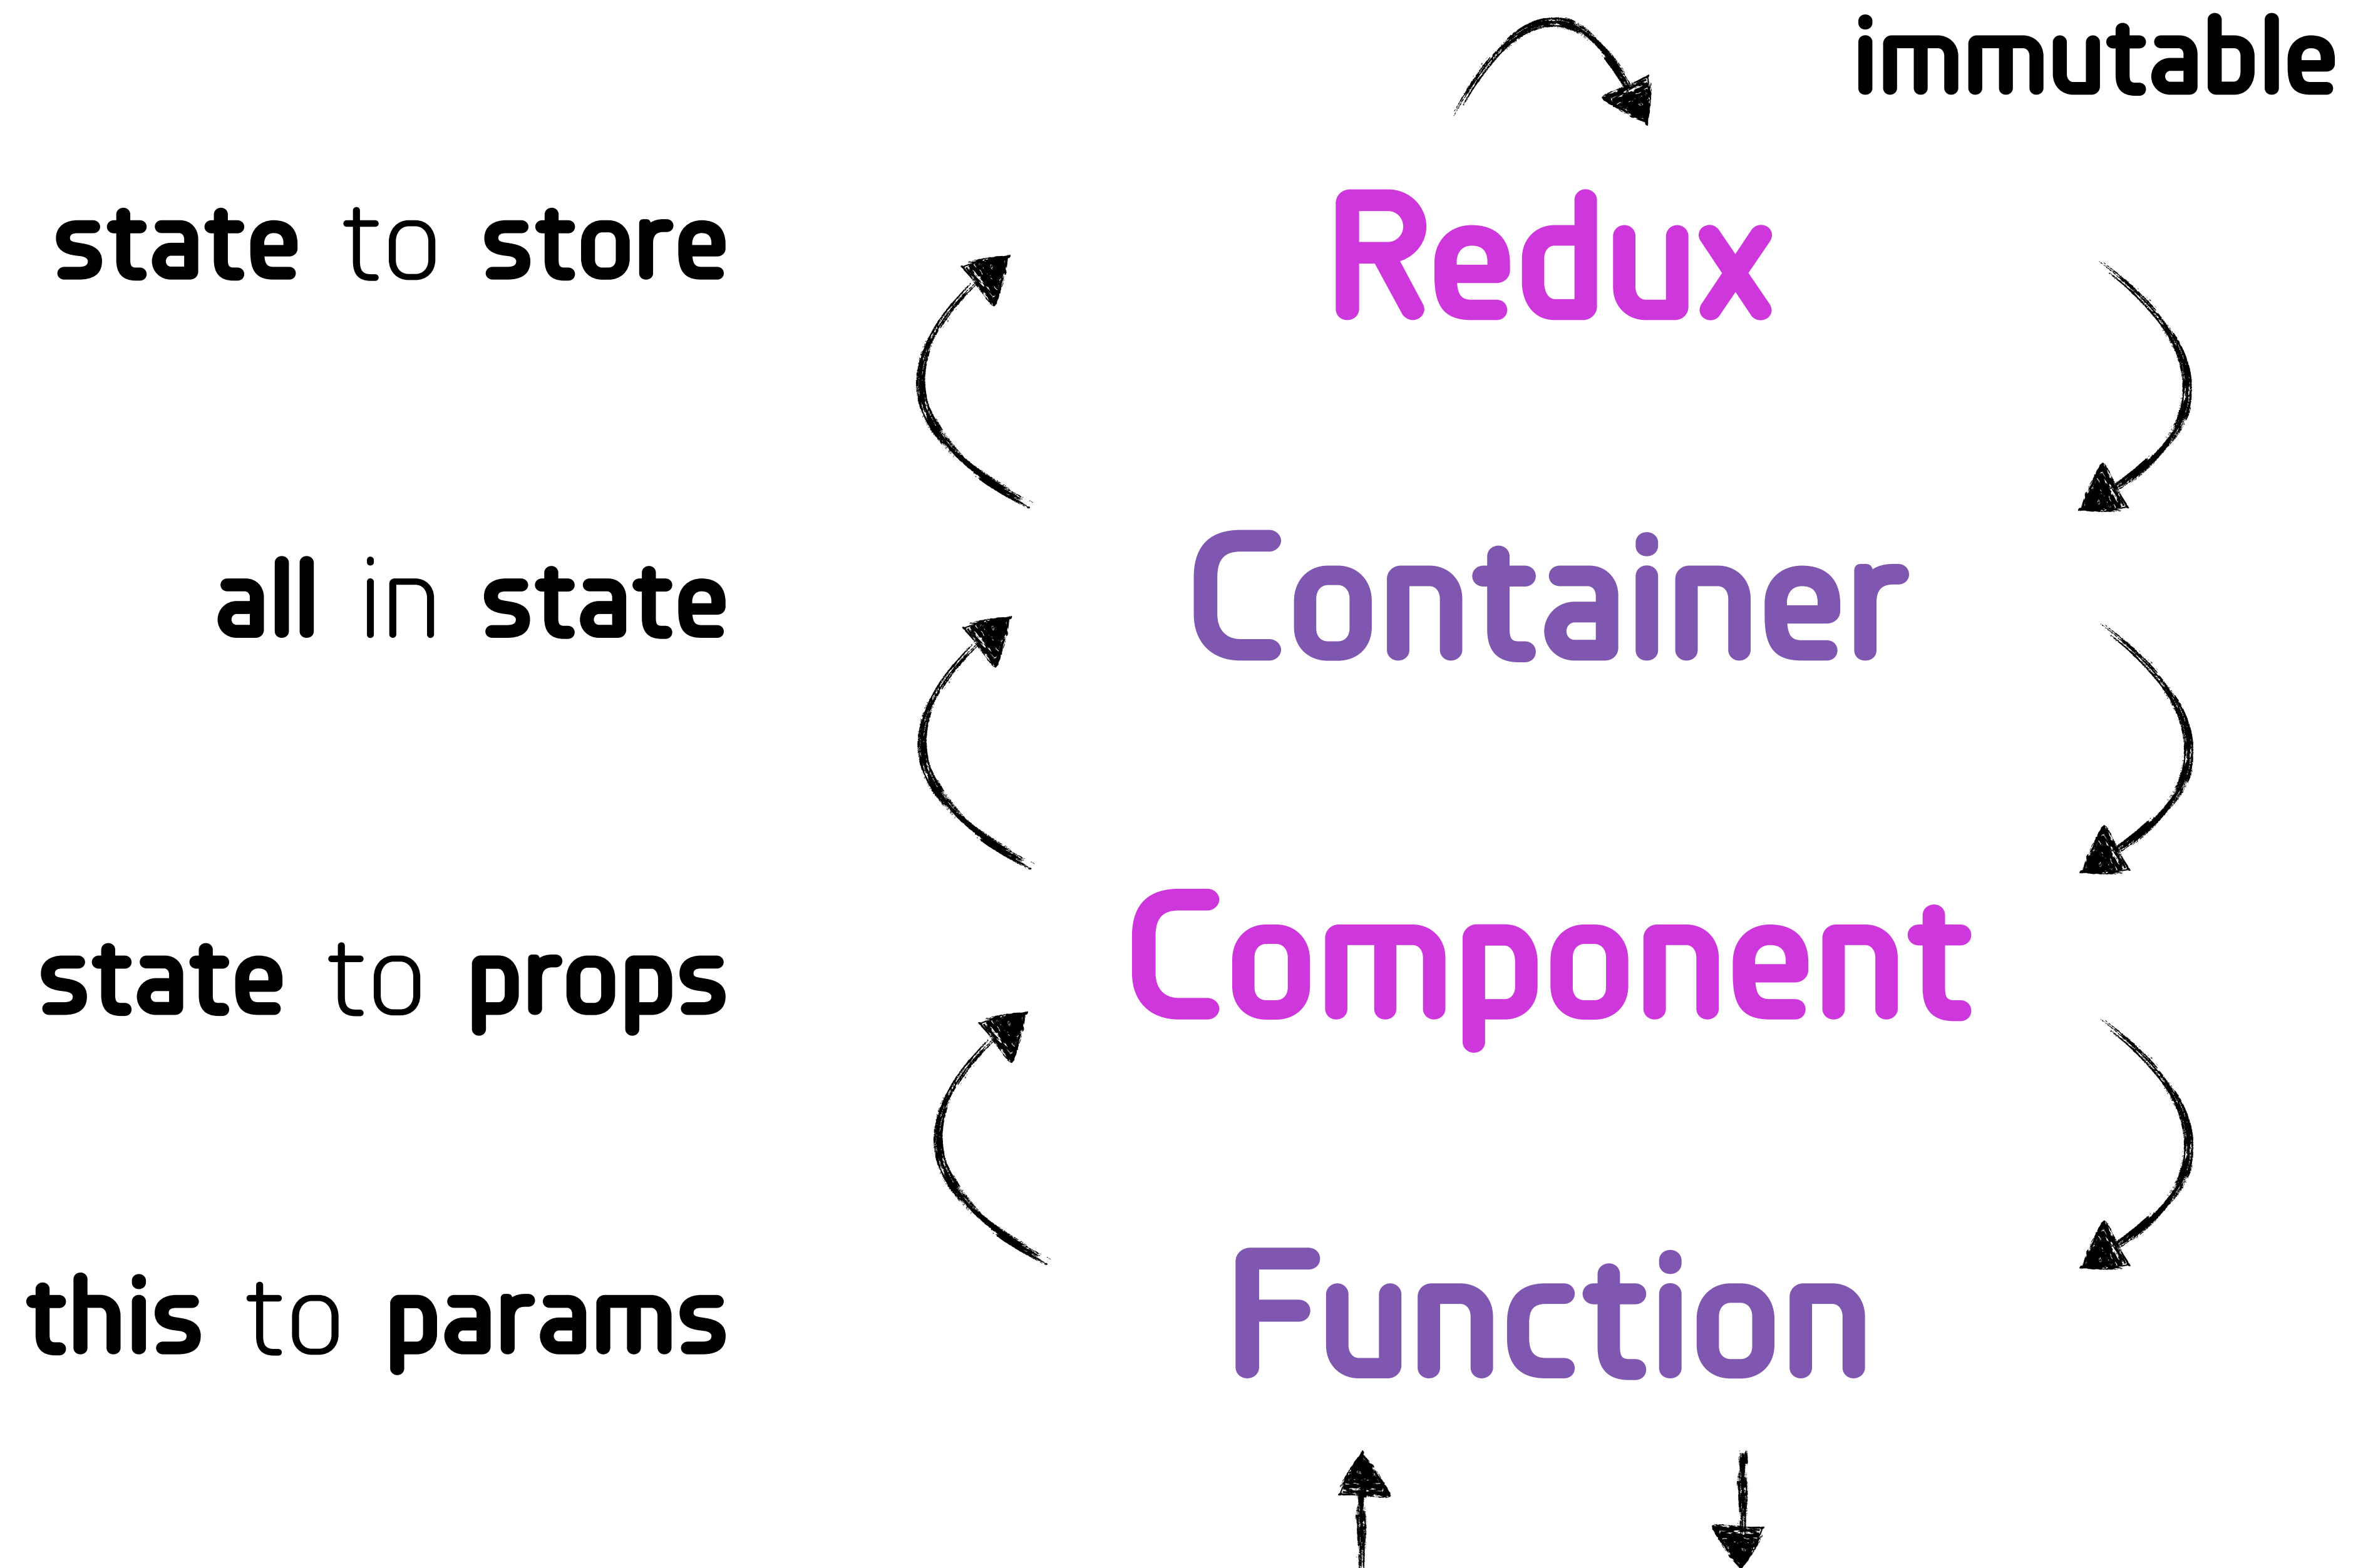 immutable
state to store
Redux
all in state
Container
state to props
Component
this to params
Function